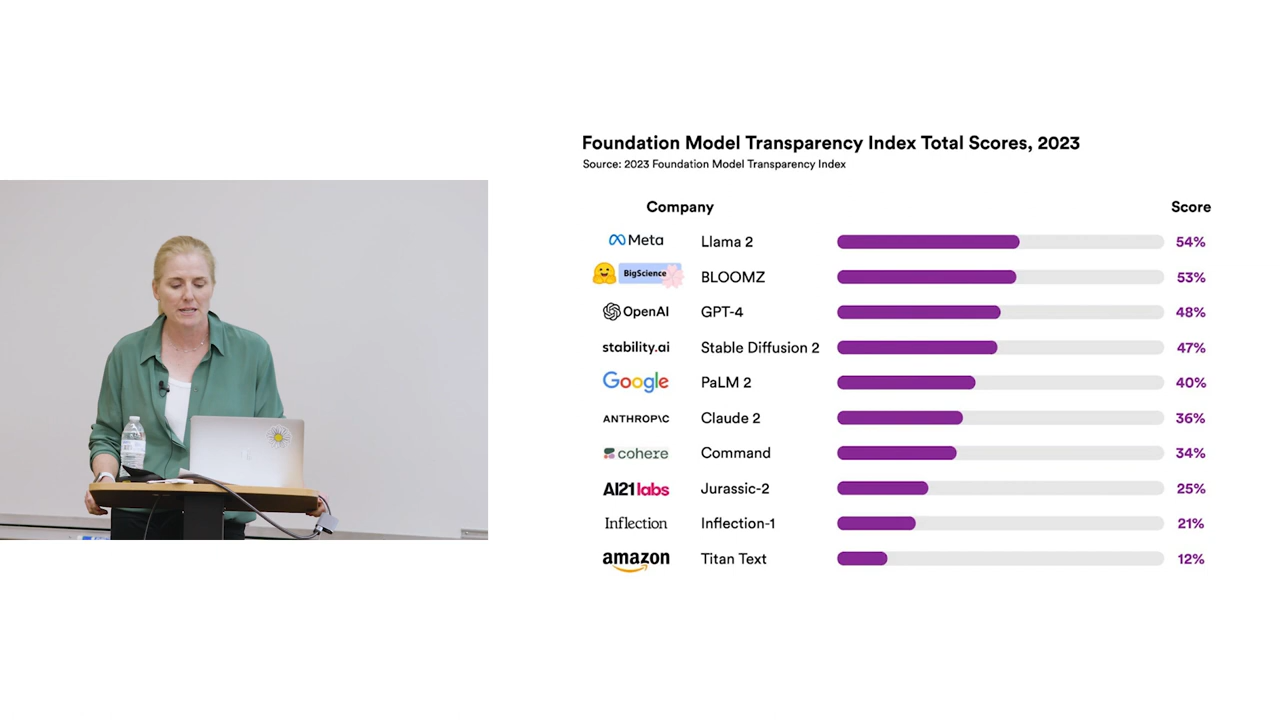 Foundation Model Transparency Index Total Scores, 2023
Source: 2023 Foundation Model Transparency Index
Company Score
Meta Llama 2 54%
BigScience BLOOMZ 53%
OpenAI GPT-4 48%
stability.ai Stable Diffusion 2 47%
Google PaLM 2 40%
ANTHROP\C Claude 2 36%
cohere Command 34%
AI21labs Jurassic-2 25%
Inflection Inflection-1 21%
amazon Titan Text 12%